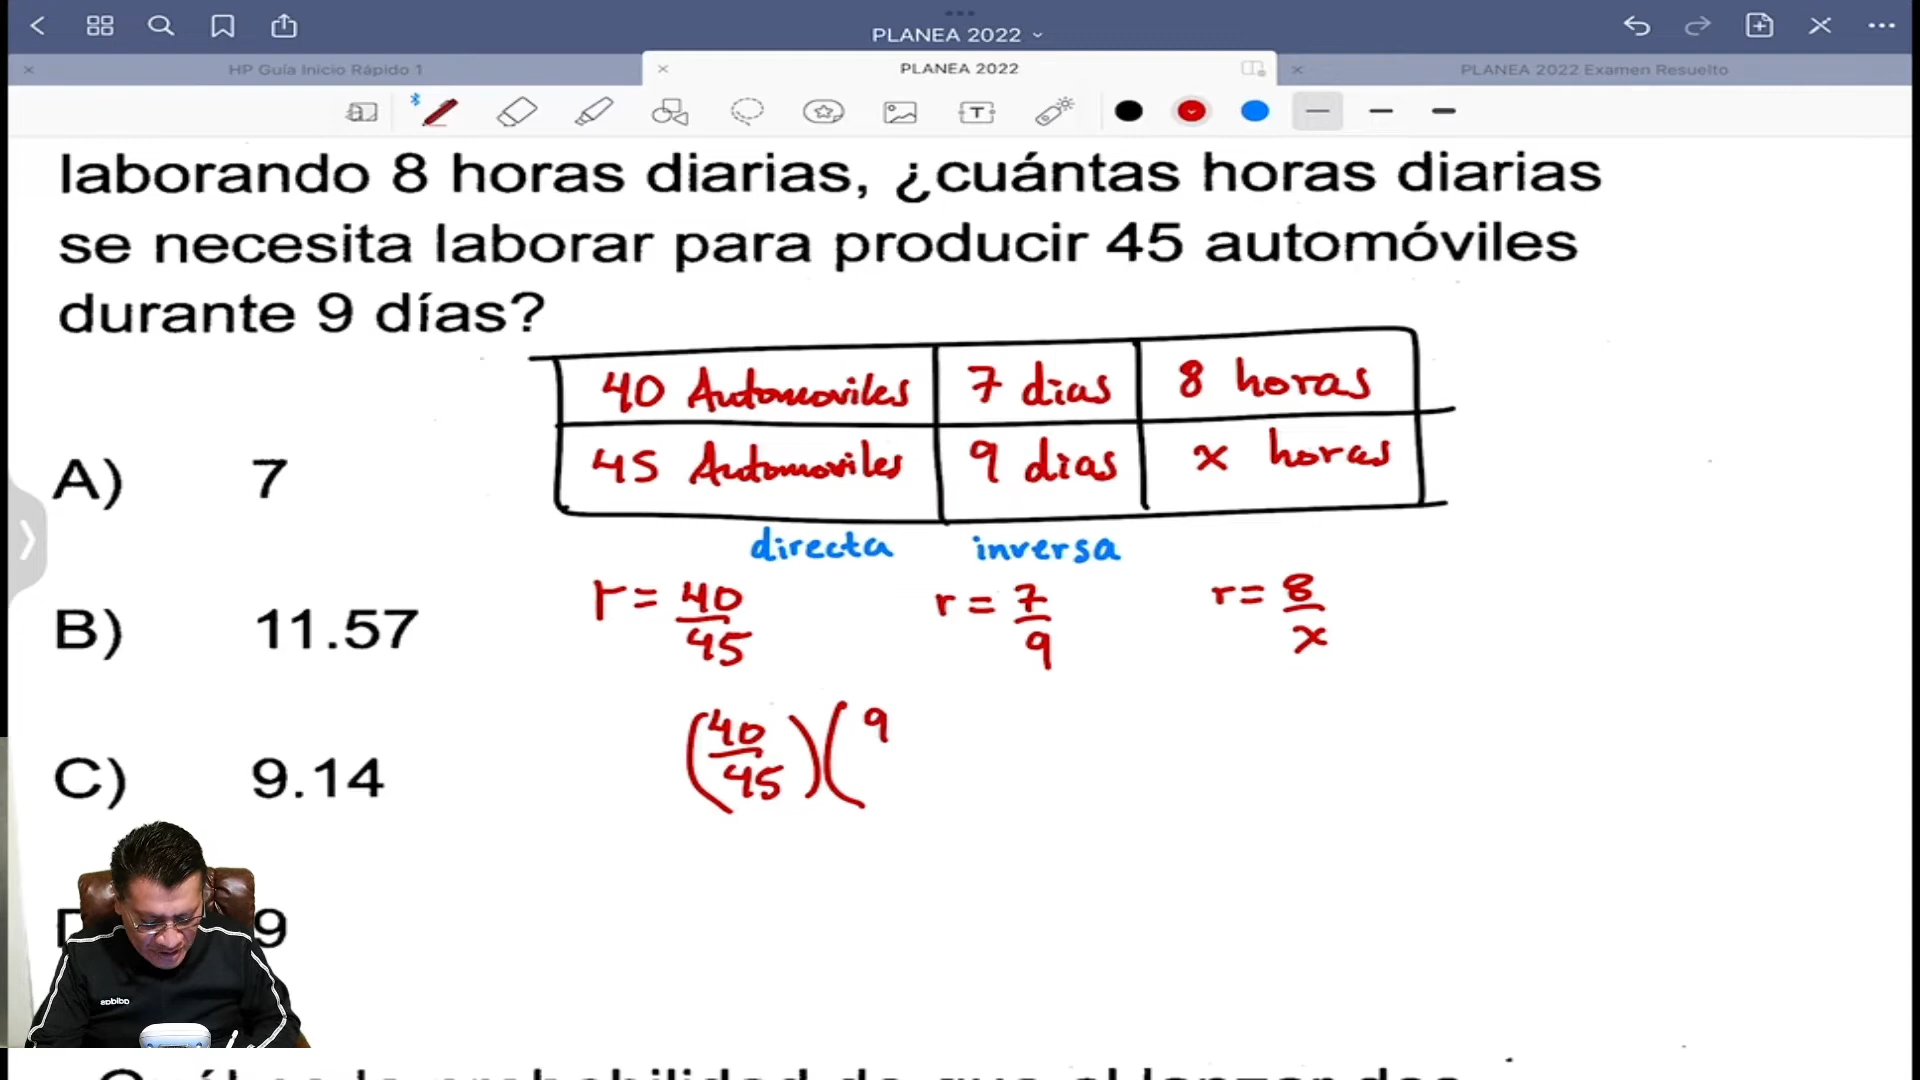 PLANEA 2022
HP Guía Inicio Rápido 1
PLANEA 2022
PLANEA 2022 Examen Resuelto
laborando 8 horas diarias, ¿cuántas horas diarias
se necesita laborar para producir 45 automóviles
durante 9 días?
40 Automoviles 7 dias 8 horas
45 Automoviles 9 dias x horas
directa inversa
r = 40/45 r = 7/9 r = 8/x
(40/45)(9
A) 7
B) 11.57
C) 9.14
9
adidas